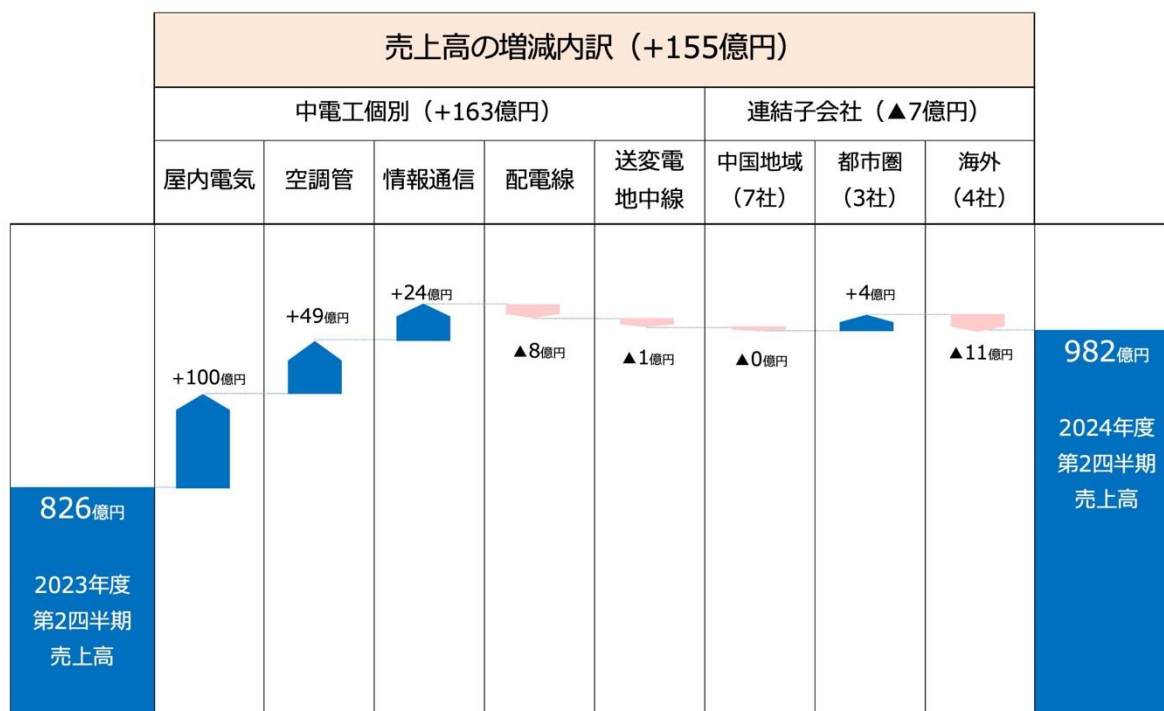 売上高の増減内訳（+155億円）
中電工個別（+163億円）
連結子会社（▲7億円）
屋内電気
空調管
情報通信
配電線
送変電
地中線
中国地域
（7社）
都市圏
（3社）
海外
（4社）
+100億円
+49億円
+24億円
▲8億円
▲1億円
▲0億円
+4億円
▲11億円
826億円
2023年度
第2四半期
売上高
982億円
2024年度
第2四半期
売上高